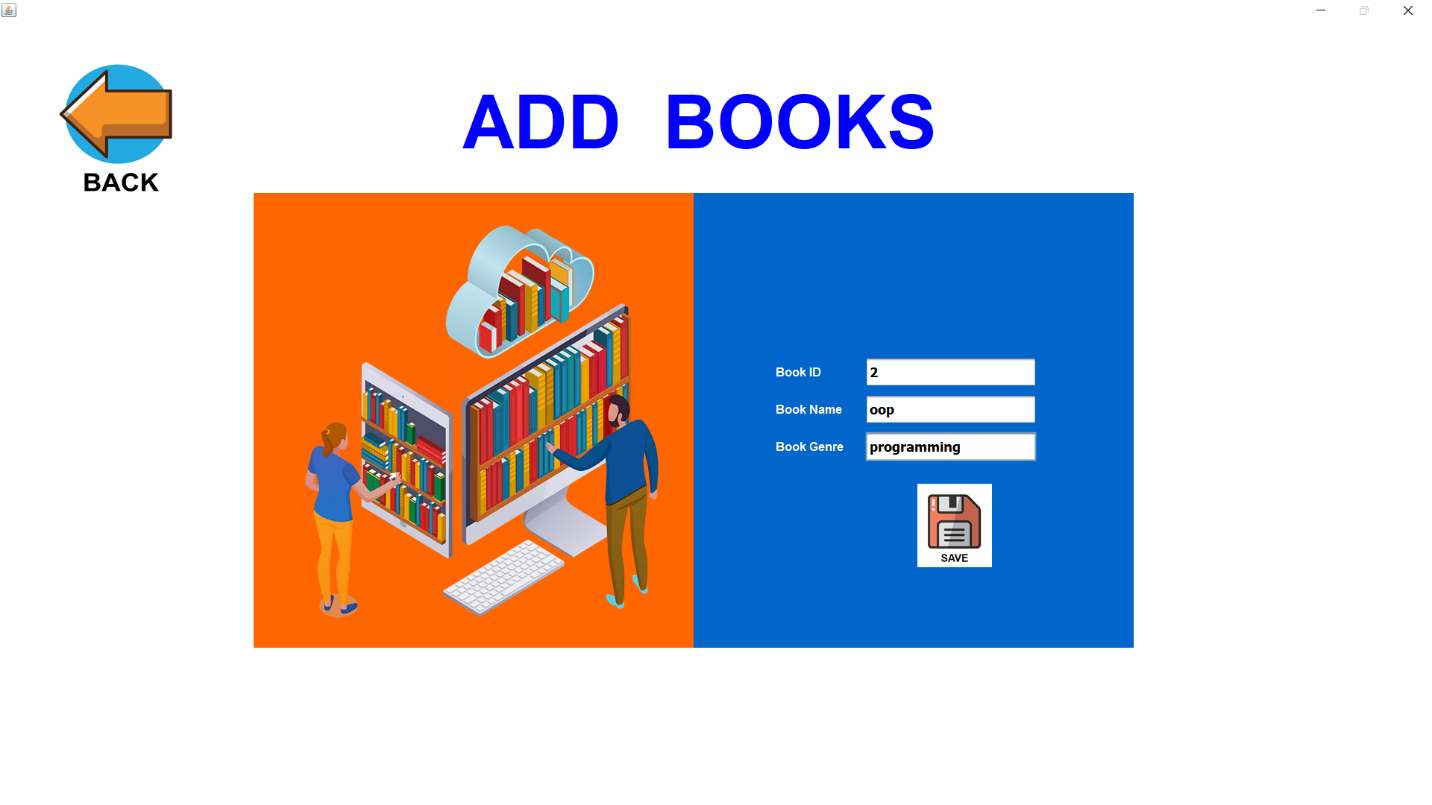 ADD BOOKS
BACK
Book ID 2
Book Name oop
Book Genre programming
SAVE